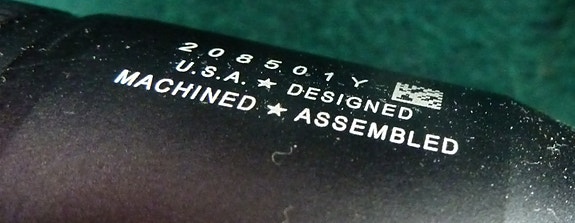 208501Y
U.S.A. ★ DESIGNED
MACHINED ★ ASSEMBLED